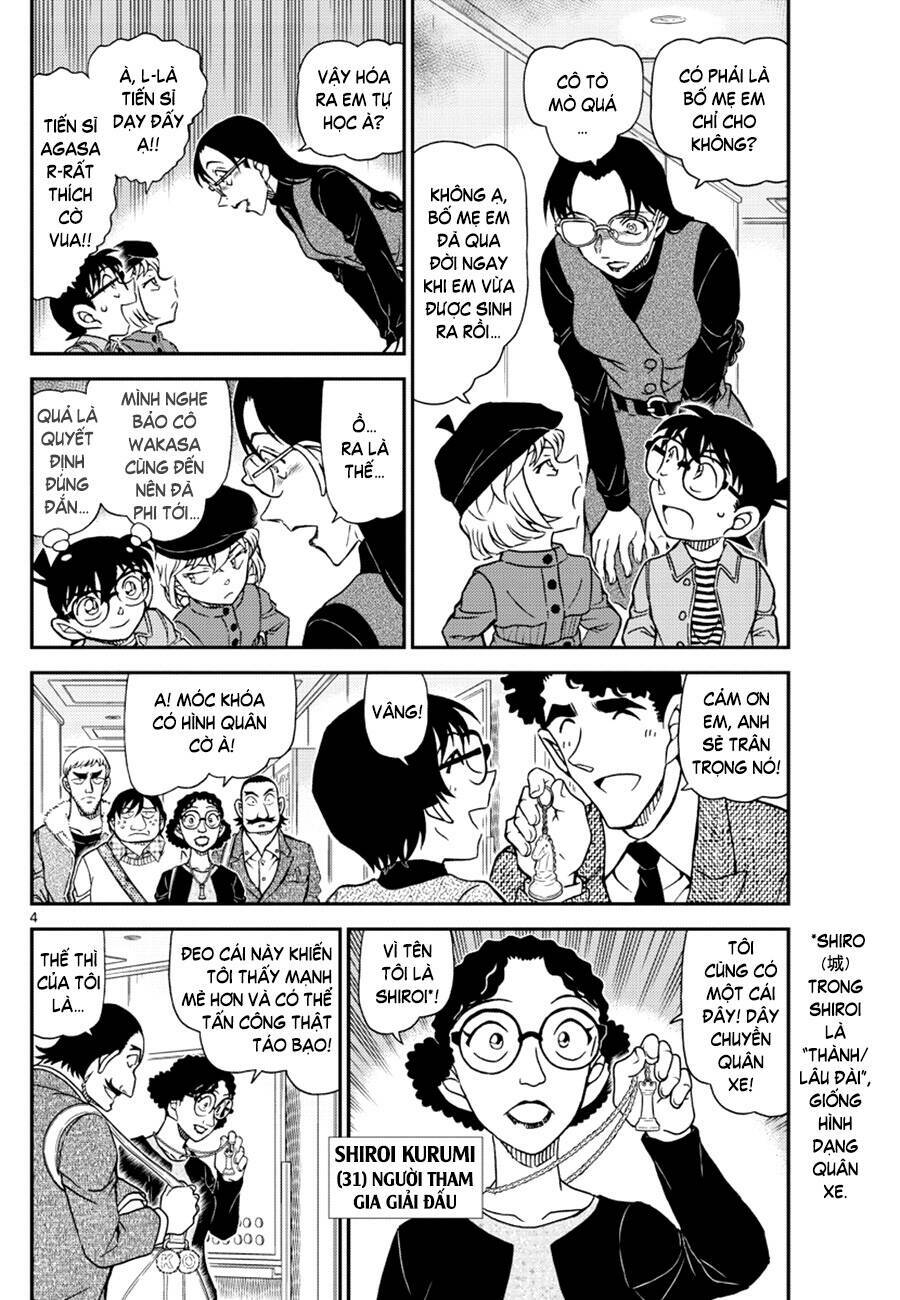 CÓ PHẢI LÀ
BỐ MẸ EM
CHỈ CHO
KHÔNG?
CÔ TÒ
MÒ QUÁ
...
KHÔNG Ạ,
BỐ MẸ EM
ĐÃ QUA
ĐỜI NGAY
KHI EM VỪA
ĐƯỢC SINH
RA RỒI...
VẬY HÓA
RA EM TỰ
HỌC À?
À, L-LÀ
TIẾN SĨ
DẠY ĐẤY
Ạ!!
TIẾN SĨ
AGASA
R-RẤT
THÍCH
CỜ
VUA!!
Ồ...
RA LÀ
THẾ...
MÌNH NGHE
BẢO CÔ
WAKASA
CŨNG ĐẾN
NÊN ĐÃ
PHI TỚI...
QUẢ LÀ
QUYẾT
ĐỊNH
ĐÚNG
ĐẮN...
CẢM ƠN
EM, ANH
SẼ TRÂN
TRỌNG NÓ!
VÂNG!
A! MÓC KHÓA
CÓ HÌNH QUÂN
CỜ À!
4
TÔI
CŨNG CÓ
MỘT CÁI
ĐÂY! DÂY
CHUYỀN
QUÂN
XE!
VÌ TÊN
TÔI LÀ
SHIROI*!
SHIROI KURUMI
(31) NGƯỜI THAM
GIA GIẢI ĐẤU
ĐEO CÁI NÀY KHIẾN
TÔI THẤY MẠNH
MẼ HƠN VÀ CÓ THỂ
TẤN CÔNG THẬT
TÁO BẠO!
THẾ THÌ
CỦA TÔI
LÀ...
K O
*SHIRO
(城)
TRONG
SHIROI
LÀ
"THÀNH/
LÂU ĐÀI",
GIỐNG
HÌNH
DẠNG
QUÂN
XE.